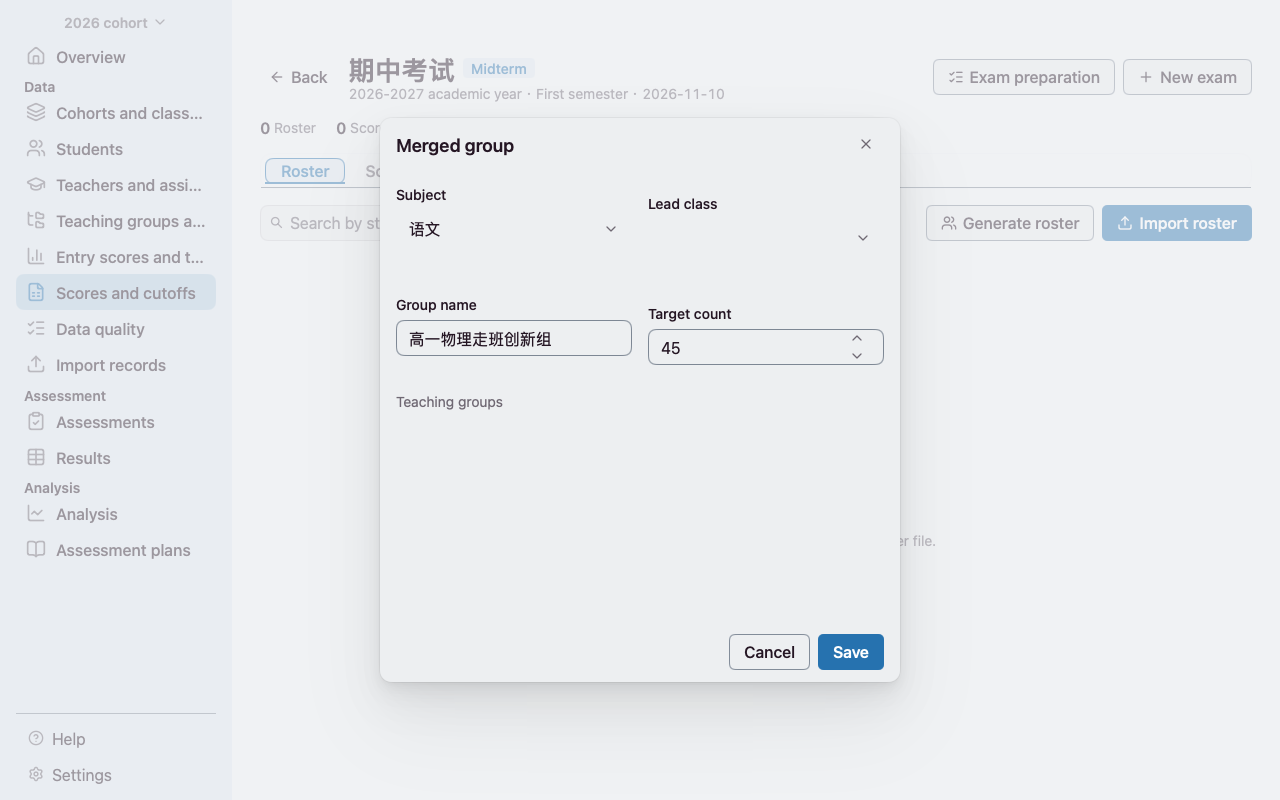 2026 cohort
Overview
Data
Cohorts and class...
Students
Teachers and assi...
Teaching groups a...
Entry scores and t...
Scores and cutoffs
Data quality
Import records
Assessment
Assessments
Results
Analysis
Analysis
Assessment plans
Help
Settings
Back
期中考试
Midterm
2026-2027 academic year · First semester · 2026-11-10
Exam preparation
New exam
0 Roster
0 Scor
Roster
Sc
Search by st
Generate roster
Import roster
er file.
Merged group
Subject
语文
Lead class
Group name
高一物理走班创新组
Target count
45
Teaching groups
Cancel
Save